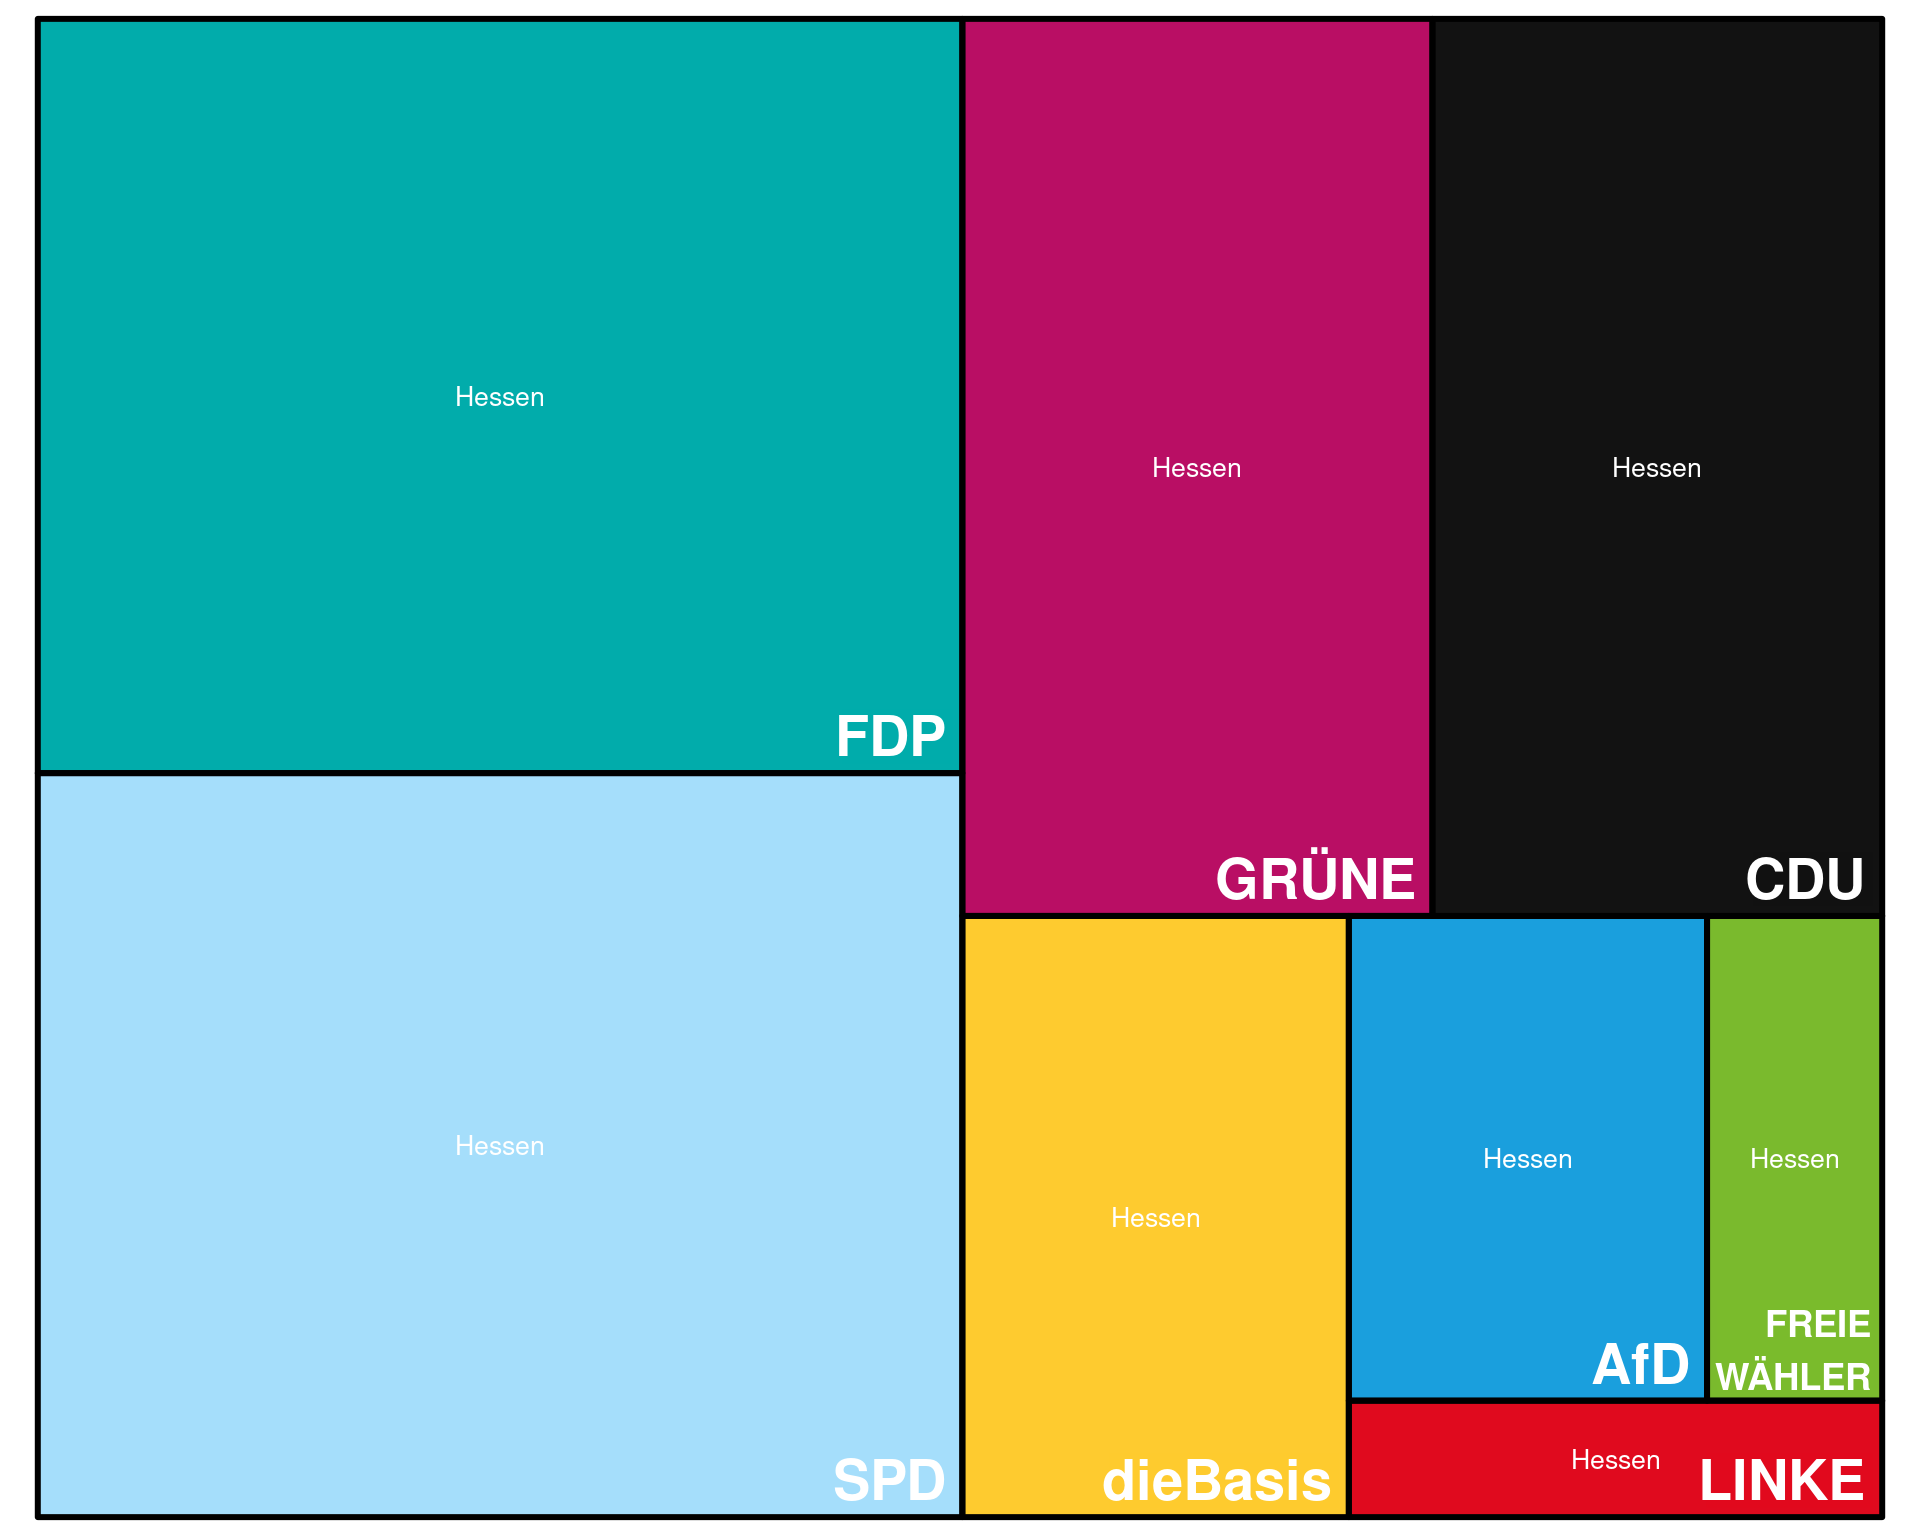 Hessen
FDP
Hessen
SPD
Hessen
GRÜNE
Hessen
CDU
Hessen
dieBasis
Hessen
AfD
Hessen
FREIE
WÄHLER
Hessen
LINKE